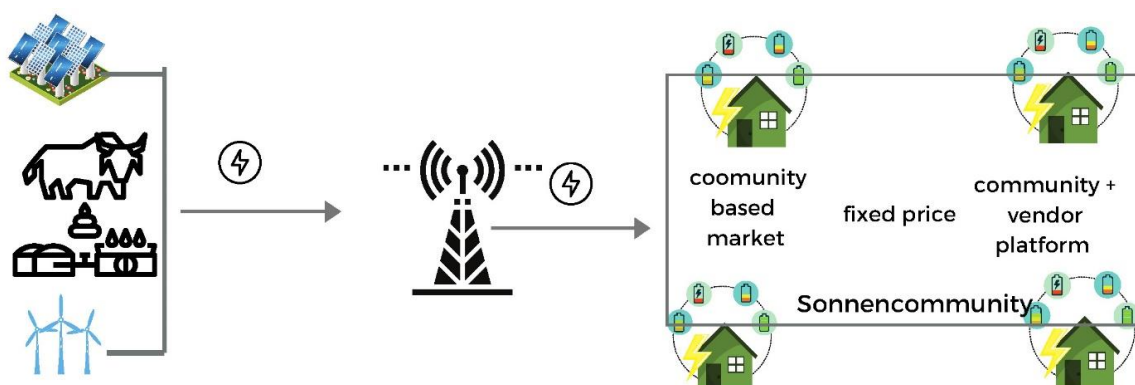 coomunity
based
market
fixed price
community +
vendor
platform
Sonnencommunity